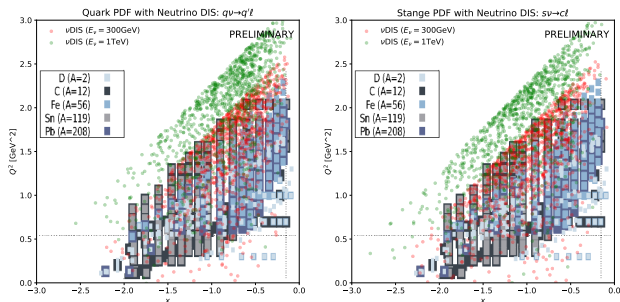 Quark PDF with Neutrino DIS: qν→q'ℓ
νDIS (Eν = 300GeV)
νDIS (Eν = 1TeV)
PRELIMINARY
D (A=2)
C (A=12)
Fe (A=56)
Sn (A=119)
Pb (A=208)
Q² [GeV^2]
3.0
2.5
2.0
1.5
1.0
0.5
0.0
−3.0 −2.5 −2.0 −1.5 −1.0 −0.5 0.0
x
Stange PDF with Neutrino DIS: sν→cℓ
νDIS (Eν = 300GeV)
νDIS (Eν = 1TeV)
PRELIMINARY
D (A=2)
C (A=12)
Fe (A=56)
Sn (A=119)
Pb (A=208)
Q² [GeV^2]
3.0
2.5
2.0
1.5
1.0
0.5
0.0
−3.0 −2.5 −2.0 −1.5 −1.0 −0.5 0.0
x